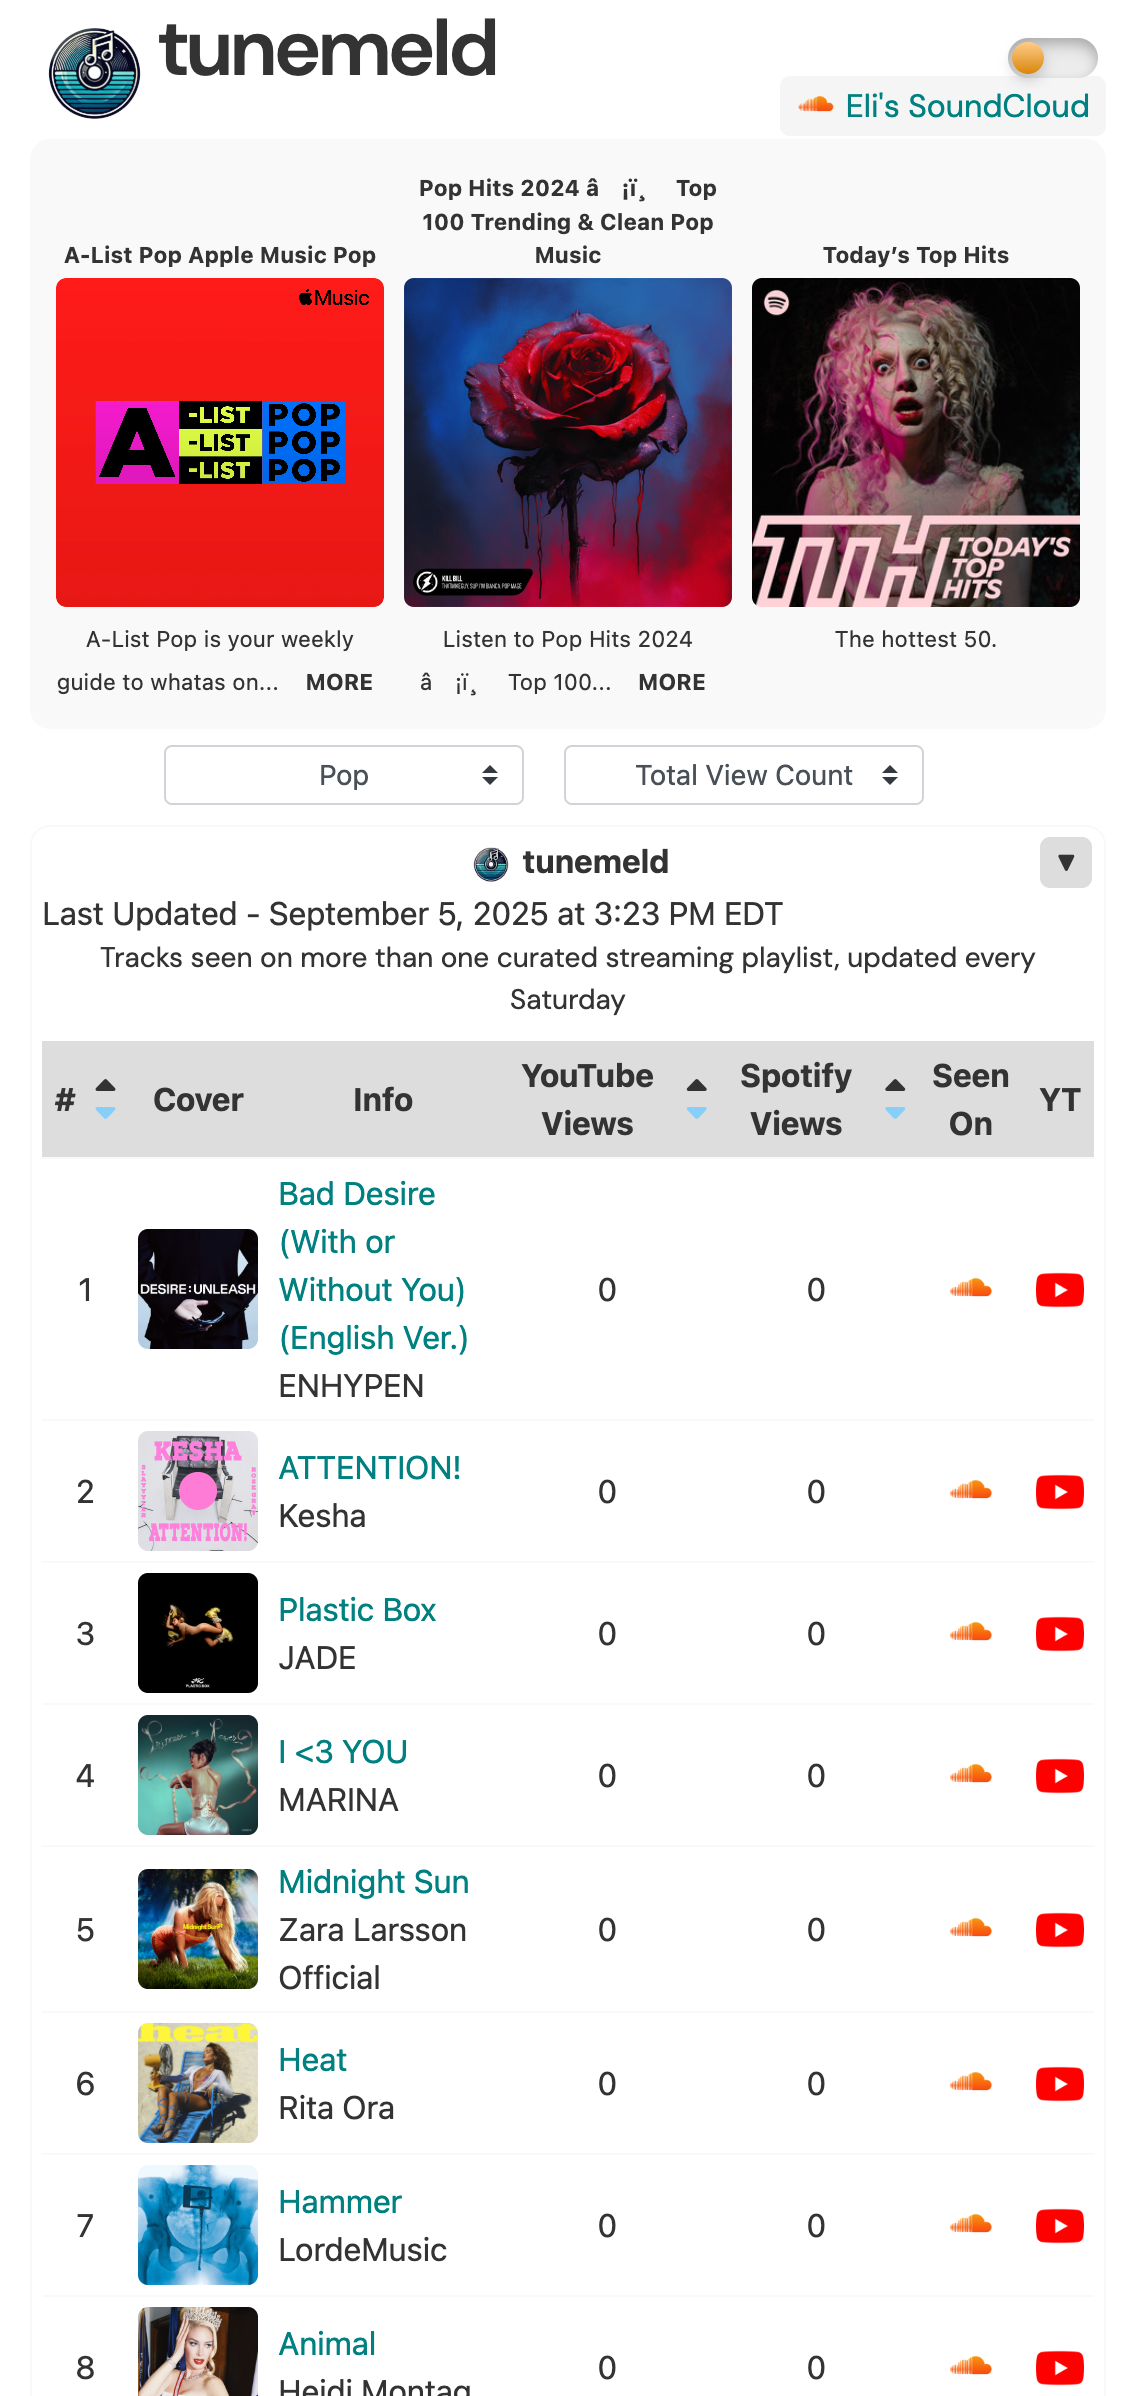 tunemeld
Eli's SoundCloud
A-List Pop Apple Music Pop
Music
A
-LIST POP
-LIST POP
-LIST POP
A-List Pop is your weekly
guide to whatas on... MORE
Pop Hits 2024 â ¡ï¸ Top
100 Trending & Clean Pop
Music
KILL BILL
Listen to Pop Hits 2024
â ¡ï¸ Top 100... MORE
Today’s Top Hits
TTH
TODAY'S
TOP
HITS
The hottest 50.
Pop
Total View Count
tunemeld
▼
Last Updated - September 5, 2025 at 3:23 PM EDT
Tracks seen on more than one curated streaming playlist, updated every
Saturday
# Cover Info YouTube Views Spotify Views Seen On YT
1
DESIRE:UNLEASH
Bad Desire
(With or
Without You)
(English Ver.)
ENHYPEN
0 0
2
KESHA
ATTENTION!
ATTENTION!
Kesha
0 0
3
PLASTIC BOX
Plastic Box
JADE
0 0
4
I <3 YOU
MARINA
0 0
5
Midnight Sun
Midnight Sun
Zara Larsson
Official
0 0
6
heat
Heat
Rita Ora
0 0
7
Hammer
LordeMusic
0 0
8
Animal
Heidi Montag
0 0